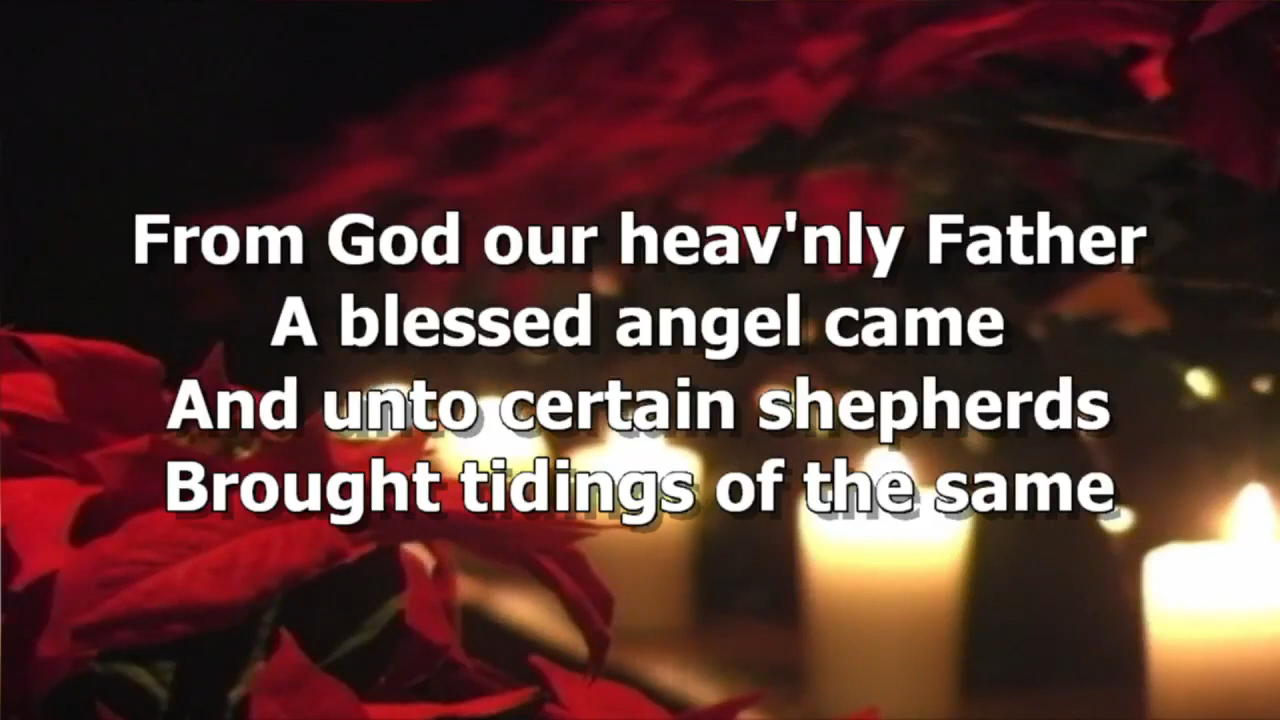 From God our heav'nly Father
A blessed angel came
And unto certain shepherds
Brought tidings of the same